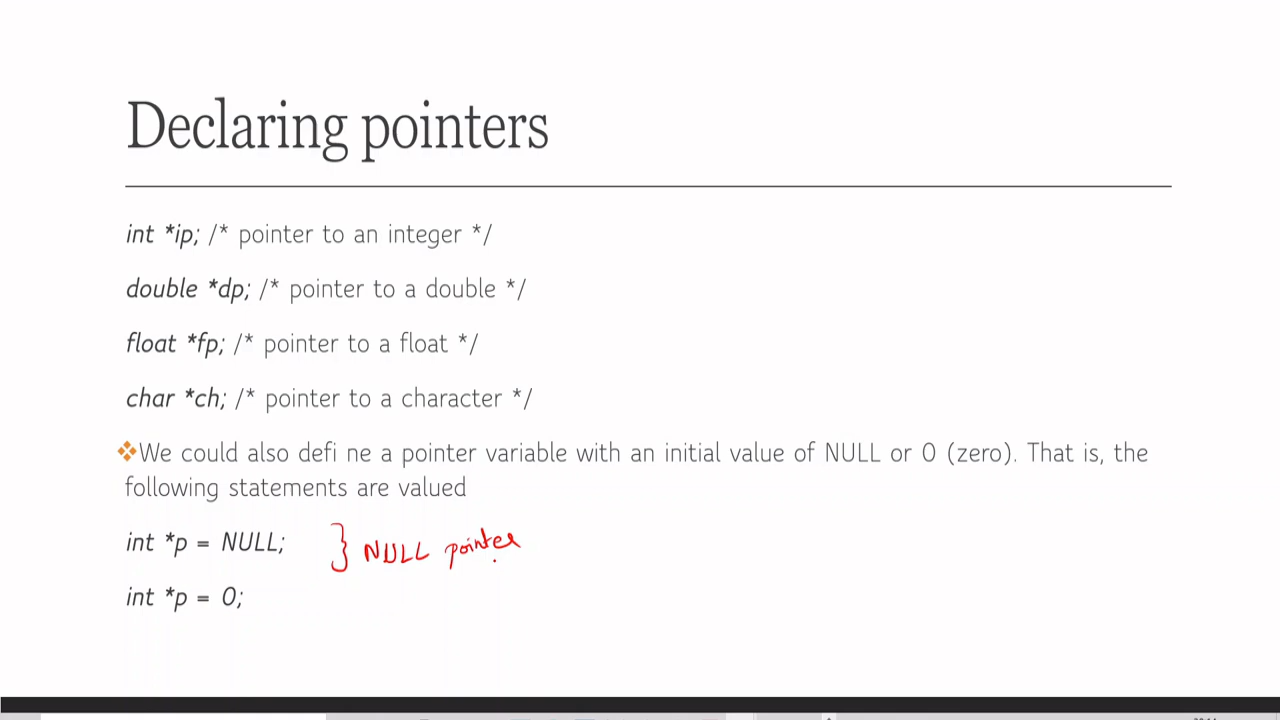 Declaring pointers
int *ip; /* pointer to an integer */
double *dp; /* pointer to a double */
float *fp; /* pointer to a float */
char *ch; /* pointer to a character */
❖We could also defi ne a pointer variable with an initial value of NULL or 0 (zero). That is, the
following statements are valued
int *p = NULL; } NULL pointer
int *p = 0;